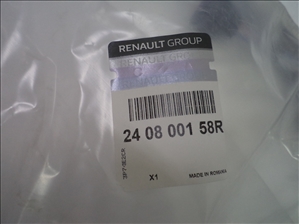 RENAULT GROUP
24 08 001 58R
X1
MADE IN ROMANIA